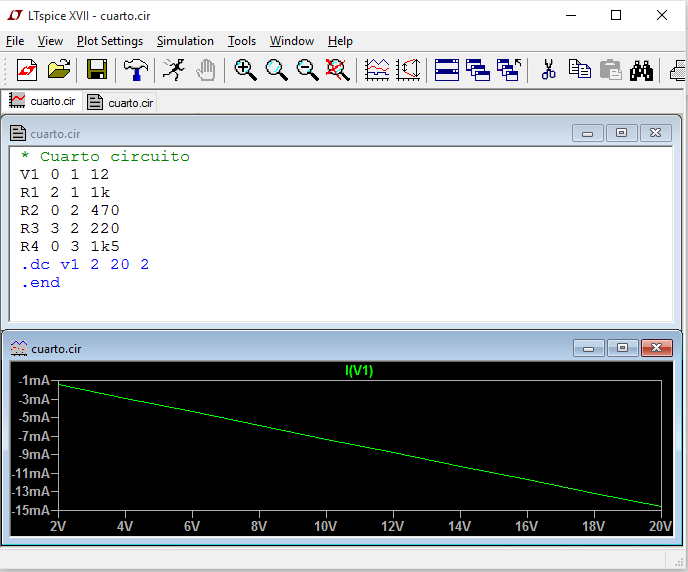 LTspice XVII - cuarto.cir
File View Plot Settings Simulation Tools Window Help
cuarto.cir cuarto.cir
cuarto.cir
* Cuarto circuito
V1 0 1 12
R1 2 1 1k
R2 0 2 470
R3 3 2 220
R4 0 3 1k5
.dc v1 2 20 2
.end
cuarto.cir
I(V1)
-1mA
-3mA
-5mA
-7mA
-9mA
-11mA
-13mA
-15mA
2V 4V 6V 8V 10V 12V 14V 16V 18V 20V